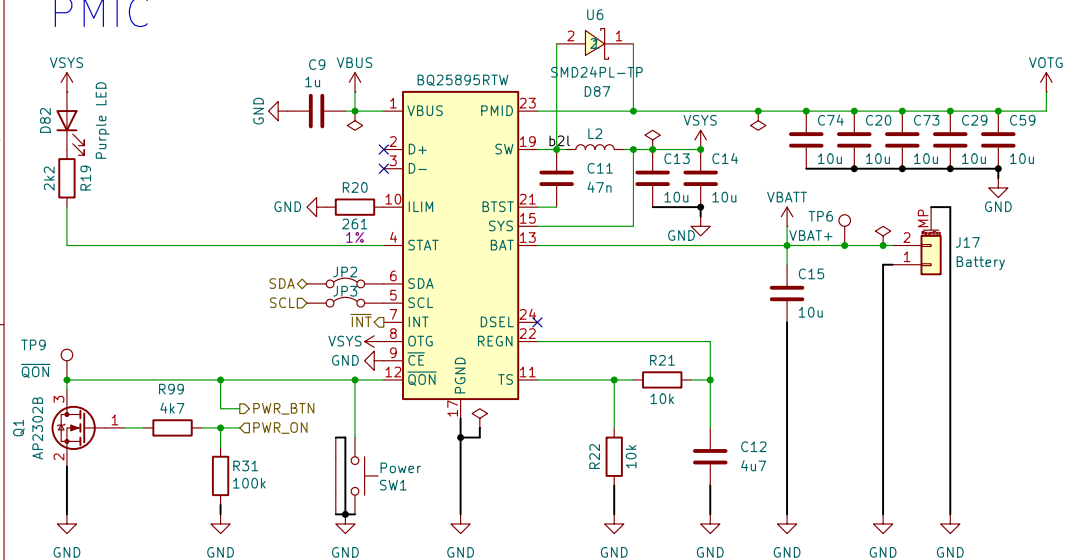 PMIC
U6
2
2
1
SMD24PL-TP
D87
VSYS
D82
Purple LED
2k2
R19
C9
1u
VBUS
GND
BQ25895RTW
1
VBUS
PMID
23
VOTG
C74
10u
C20
10u
C73
10u
C29
10u
C59
10u
GND
2
D+
3
D-
SW
19
b2l
L2
VSYS
C11
47n
C13
10u
C14
10u
GND
R20
GND
261
1%
10
ILIM
BTST
21
SYS
15
4
STAT
BAT
13
VBATT
TP6
VBAT+
MP
2
1
J17
Battery
C15
10u
SDA
JP2
6
SDA
SCL
JP3
5
SCL
INT
7
INT
DSEL
24
VSYS
8
OTG
REGN
22
GND
9
CE
12
QON
TS
11
PGND
17
R21
10k
R22
10k
C12
4u7
TP9
QON
3
Q1
AP2302B
1
2
R99
4k7
PWR_BTN
PWR_ON
R31
100k
Power
SW1
GND
GND
GND
GND
GND
GND
GND
GND
GND